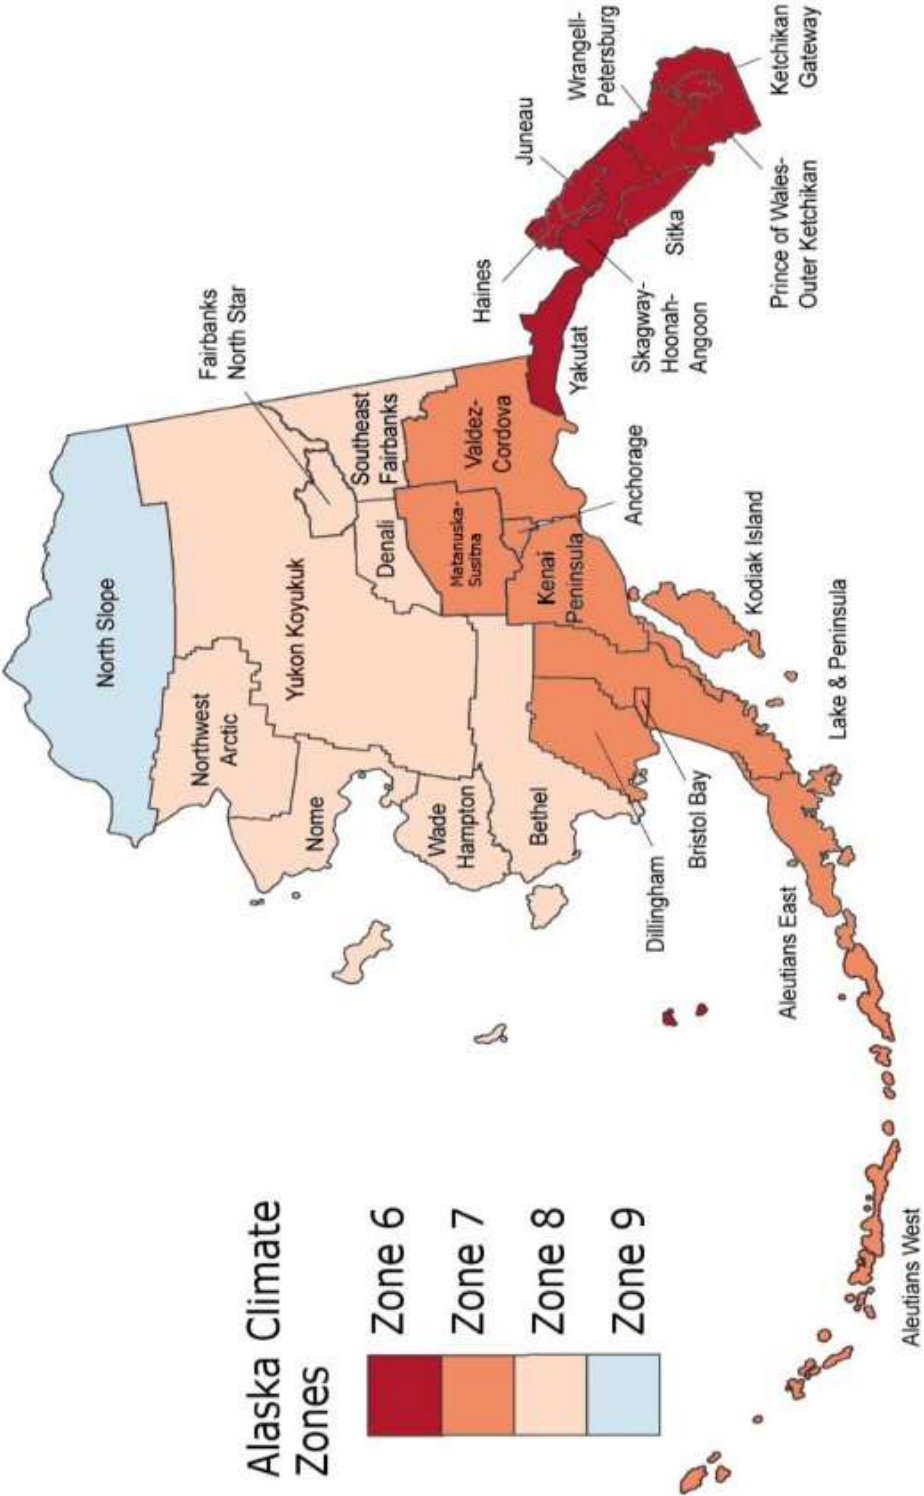 Alaska Climate
Zones
Zone 6
Zone 7
Zone 8
Zone 9
North Slope
Northwest
Arctic
Nome
Yukon Koyukuk
Fairbanks
North Star
Southeast
Fairbanks
Denali
Wade
Hampton
Bethel
Matanuska-
Susitna
Valdez-
Cordova
Kenai
Peninsula
Anchorage
Kodiak Island
Lake & Peninsula
Bristol Bay
Dillingham
Aleutians East
Aleutians West
Yakutat
Haines
Skagway-
Hoonah-
Angoon
Juneau
Sitka
Wrangell-
Petersburg
Prince of Wales-
Outer Ketchikan
Ketchikan
Gateway